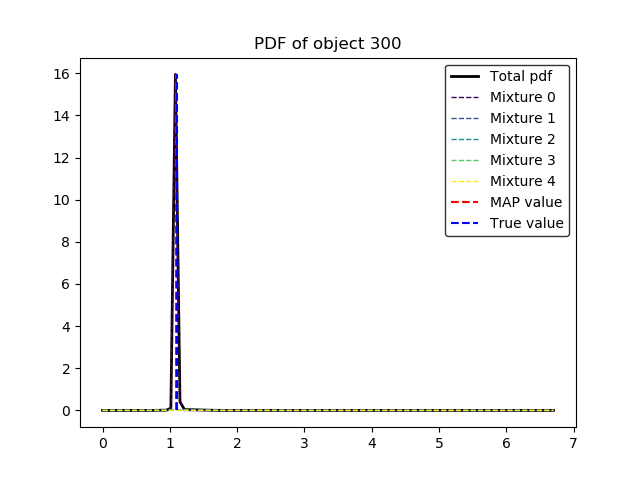 PDF of object 300
16
14
12
10
8
6
4
2
0
0 1 2 3 4 5 6 7
Total pdf
Mixture 0
Mixture 1
Mixture 2
Mixture 3
Mixture 4
MAP value
True value